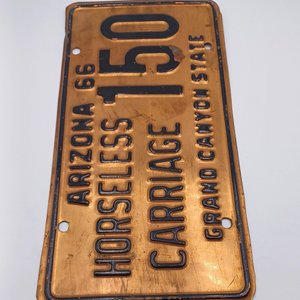 ARIZONA 66
HORSELESS 150
CARRIAGE
GRAND CANYON STATE